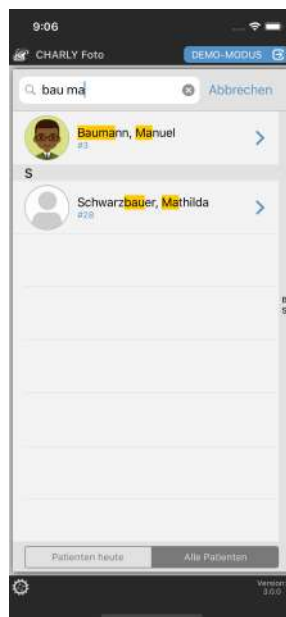 9:06
CHARLY Foto
DEMO-MODUS
bau ma
Abbrechen
Baumann, Manuel
#3
S
Schwarzbauer, Mathilda
#28
Patienten heute
Alle Patienten
Version
3.0.0